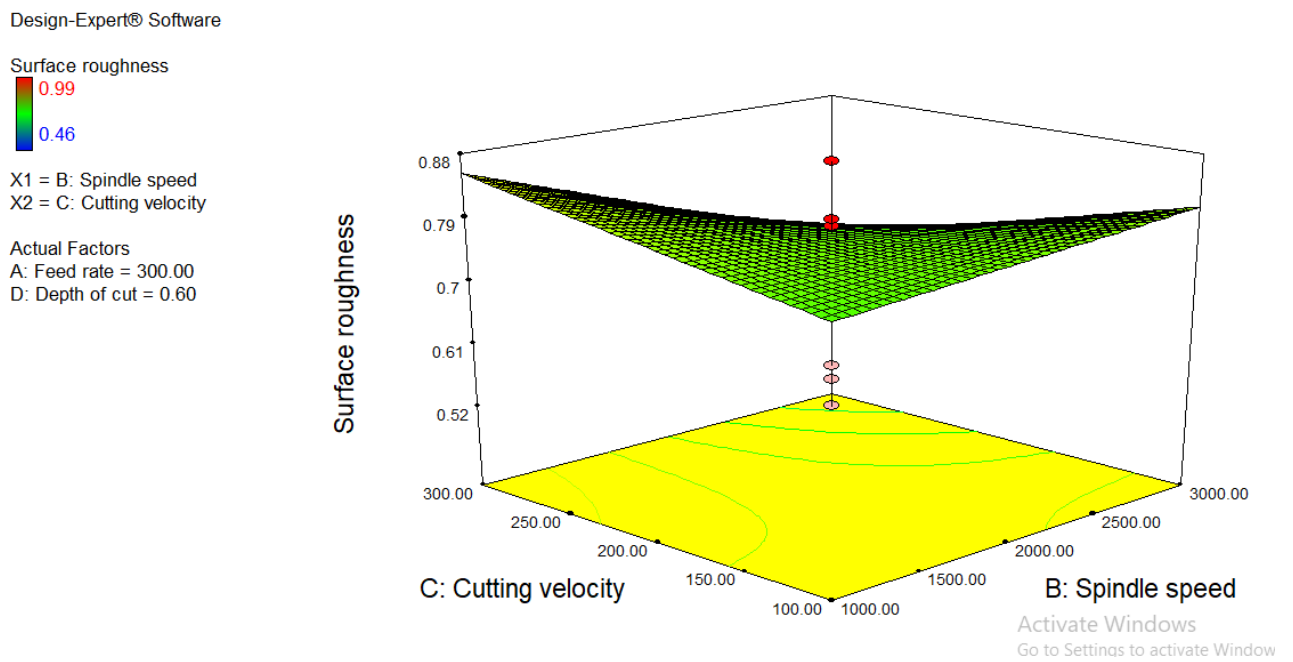 Design-Expert® Software
Surface roughness
0.99
0.46
X1 = B: Spindle speed
X2 = C: Cutting velocity
Actual Factors
A: Feed rate = 300.00
D: Depth of cut = 0.60
Surface roughness
0.88
0.79
0.7
0.61
0.52
300.00
250.00
200.00
150.00
100.00
C: Cutting velocity
1000.00
1500.00
2000.00
2500.00
3000.00
B: Spindle speed
Activate Windows
Go to Settings to activate Window